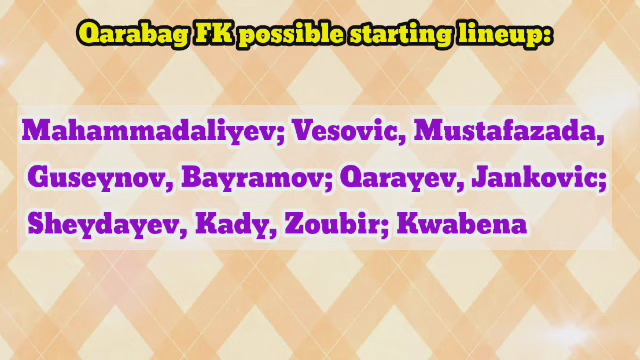 Qarabag FK possible starting lineup:
Mahammadaliyev; Vesovic, Mustafazada,
Guseynov, Bayramov; Qarayev, Jankovic;
Sheydayev, Kady, Zoubir; Kwabena